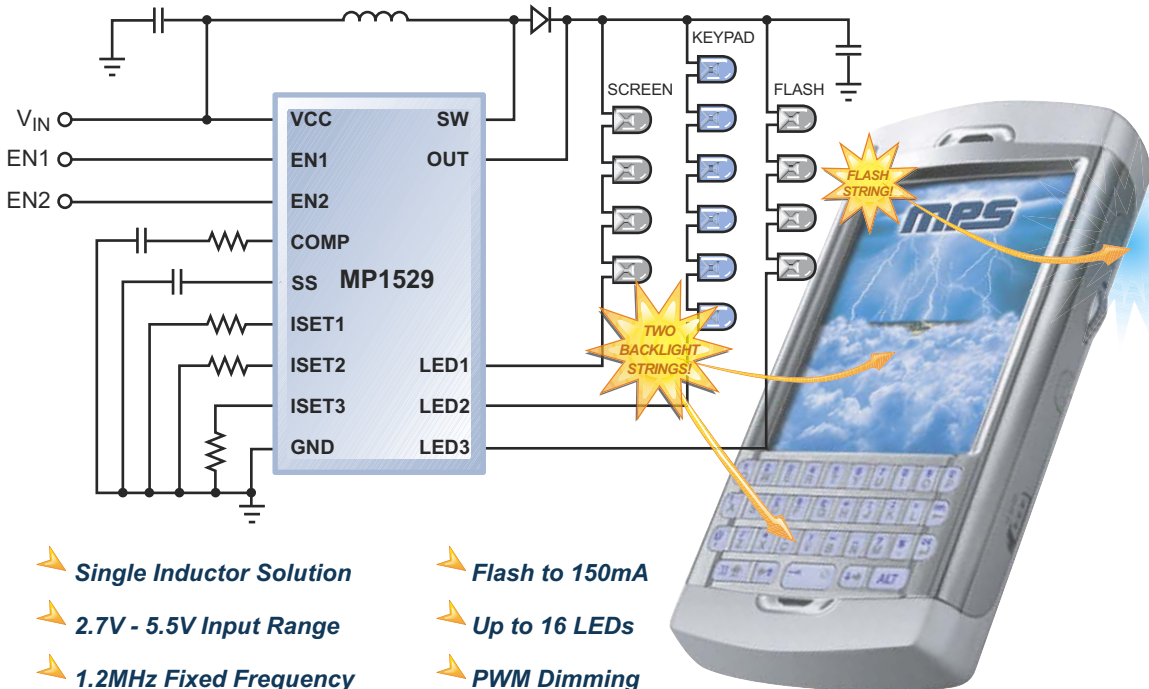 KEYPAD
SCREEN
FLASH
VIN
EN1
EN2
VCC
SW
EN1
OUT
EN2
COMP
SS
MP1529
ISET1
ISET2
LED1
ISET3
LED2
GND
LED3
FLASH
STRING!
mps
TWO
BACKLIGHT
STRINGS!
ALT
Single Inductor Solution
Flash to 150mA
2.7V - 5.5V Input Range
Up to 16 LEDs
1.2MHz Fixed Frequency
PWM Dimming